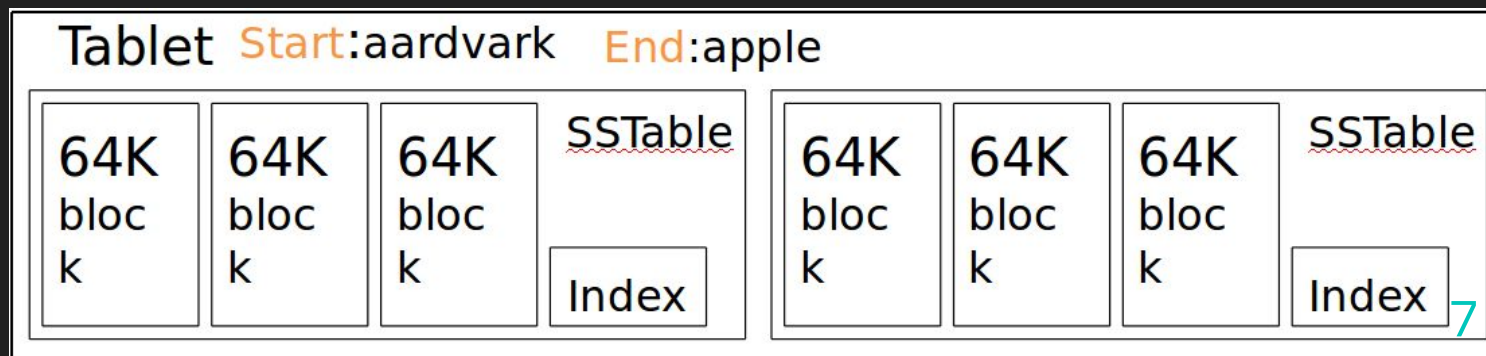 Tablet Start:aardvark End:apple
64K
bloc
k
64K
bloc
k
64K
bloc
k
SSTable
Index
64K
bloc
k
64K
bloc
k
64K
bloc
k
SSTable
Index
7